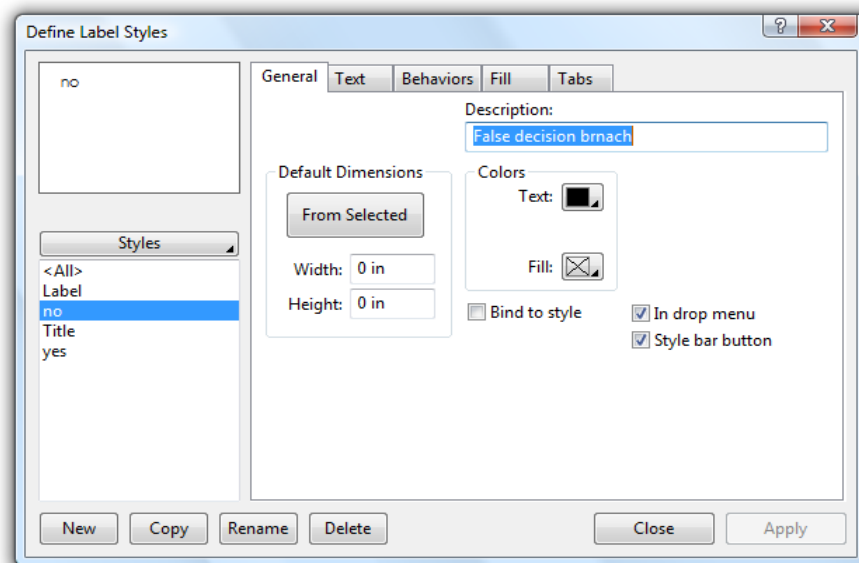 Define Label Styles
?
no
General Text Behaviors Fill Tabs
Description:
False decision brnach
Default Dimensions
From Selected
Width: 0 in
Height: 0 in
Colors
Text:
Fill:
Bind to style
In drop menu
Style bar button
Styles
<All>
Label
no
Title
yes
New Copy Rename Delete Close Apply